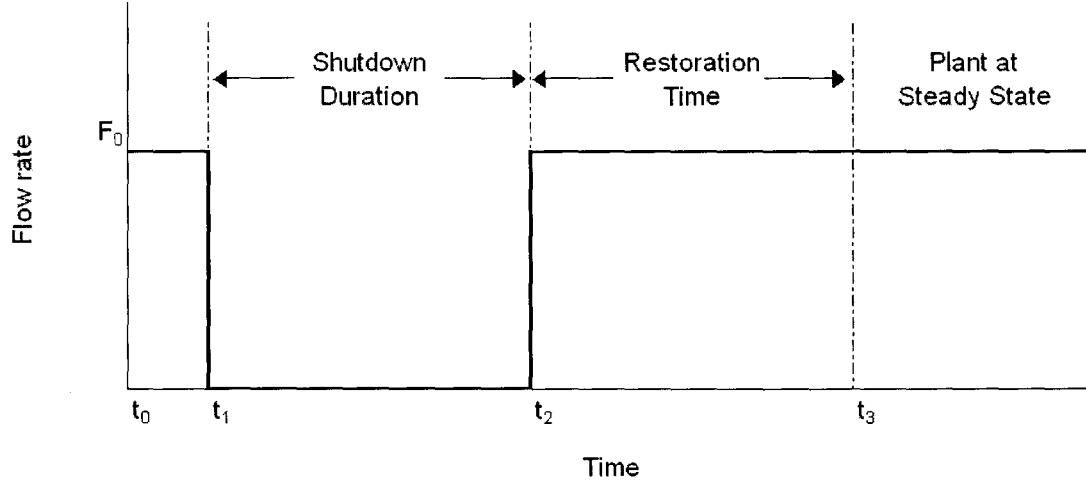 Shutdown
Duration
Restoration
Time
Plant at
Steady State
F₀
Flow rate
t₀
t₁
t₂
t₃
Time